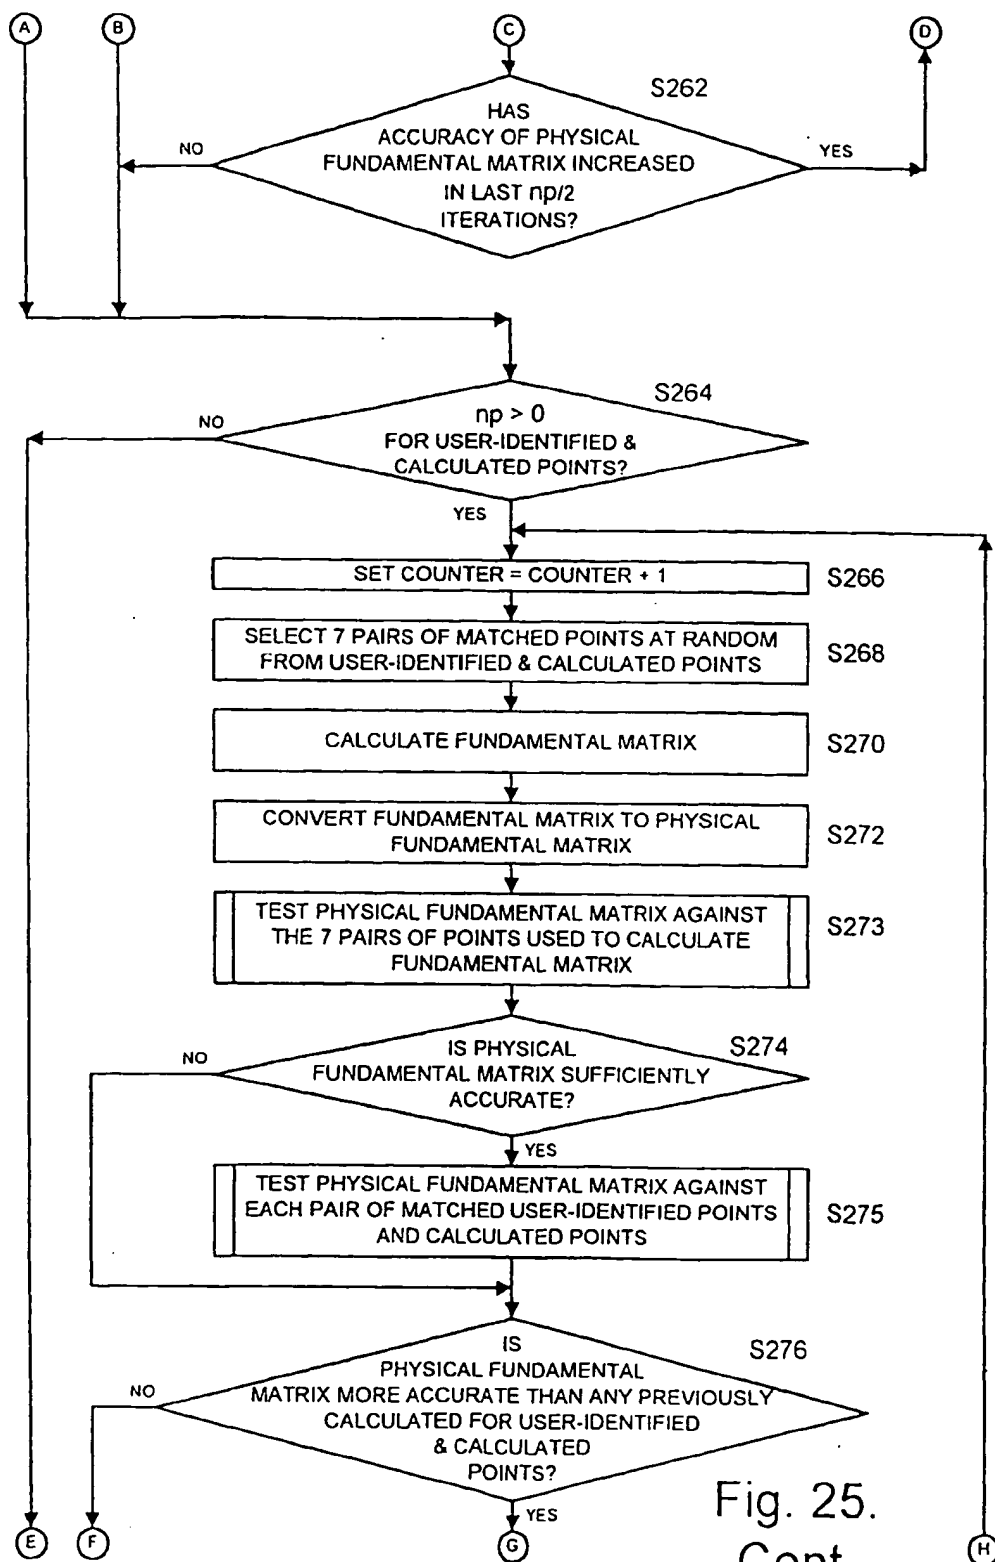 A
B
C
D
S262
HAS
ACCURACY OF PHYSICAL
FUNDAMENTAL MATRIX INCREASED
IN LAST np/2
ITERATIONS?
NO
YES
S264
np > 0
FOR USER-IDENTIFIED &
CALCULATED POINTS?
NO
YES
SET COUNTER = COUNTER + 1
S266
SELECT 7 PAIRS OF MATCHED POINTS AT RANDOM
FROM USER-IDENTIFIED & CALCULATED POINTS
S268
CALCULATE FUNDAMENTAL MATRIX
S270
CONVERT FUNDAMENTAL MATRIX TO PHYSICAL
FUNDAMENTAL MATRIX
S272
TEST PHYSICAL FUNDAMENTAL MATRIX AGAINST
THE 7 PAIRS OF POINTS USED TO CALCULATE
FUNDAMENTAL MATRIX
S273
S274
IS PHYSICAL
FUNDAMENTAL MATRIX SUFFICIENTLY
ACCURATE?
NO
YES
TEST PHYSICAL FUNDAMENTAL MATRIX AGAINST
EACH PAIR OF MATCHED USER-IDENTIFIED POINTS
AND CALCULATED POINTS
S275
S276
IS
PHYSICAL FUNDAMENTAL
MATRIX MORE ACCURATE THAN ANY PREVIOUSLY
CALCULATED FOR USER-IDENTIFIED
& CALCULATED
POINTS?
NO
YES
Fig. 25.
Cont
E
F
G
H